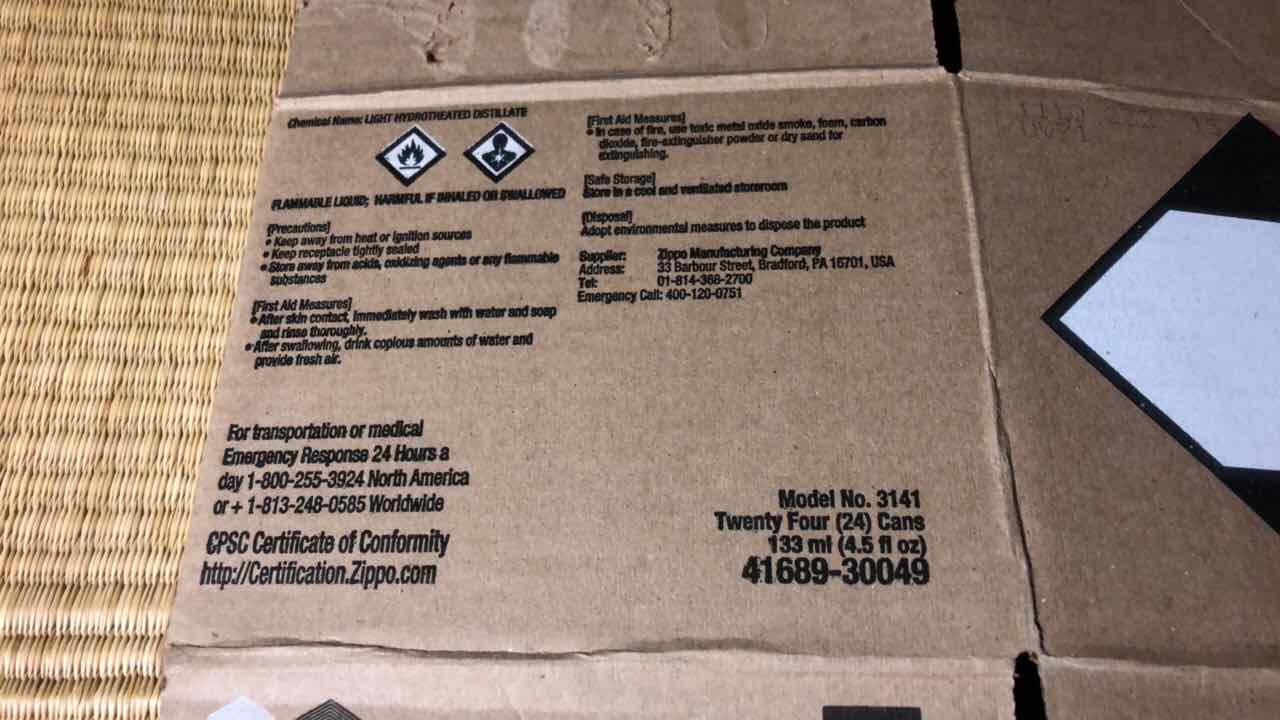 Chemical Name: LIGHT HYDROTREATED DISTILLATE
FLAMMABLE LIQUID; HARMFUL IF INHALED OR SWALLOWED
[Precautions]
• Keep away from heat or ignition sources
• Keep receptacle tightly sealed
• Store away from acids, oxidizing agents or any flammable
substances
[First Aid Measures]
• After skin contact, immediately wash with water and soap
and rinse thoroughly.
• After swallowing, drink copious amounts of water and
provide fresh air.
[First Aid Measures]
• In case of fire, use toxic metal oxide smoke, foam, carbon
dioxide, fire-extinguisher powder or dry sand for
extinguishing.
[Safe Storage]
Store in a cool and ventilated storeroom
[Disposal]
Adopt environmental measures to dispose the product
Supplier: Zippo Manufacturing Company
Address: 33 Barbour Street, Bradford, PA 16701, USA
Tel: 01-814-368-2700
Emergency Call: 400-120-0751
For transportation or medical
Emergency Response 24 Hours a
day 1-800-255-3924 North America
or + 1-813-248-0585 Worldwide
CPSC Certificate of Conformity
http://Certification.Zippo.com
Model No. 3141
Twenty Four (24) Cans
133 ml (4.5 fl oz)
41689-30049